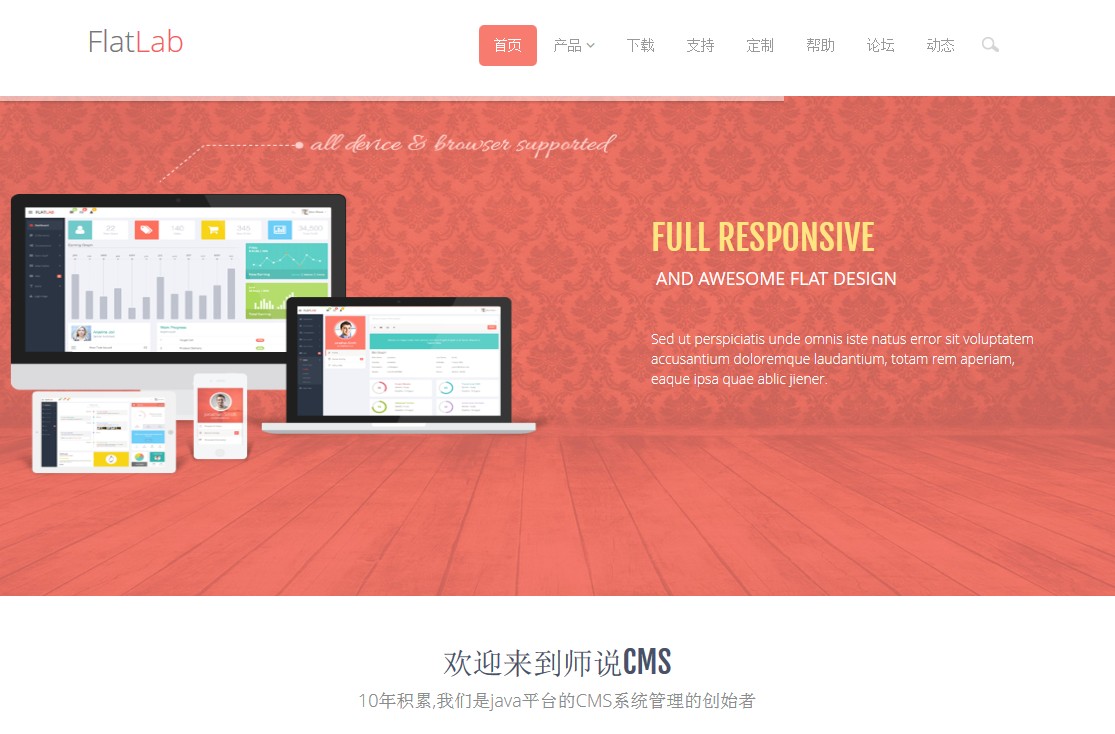 FlatLab
首页 产品 下载 支持 定制 帮助 论坛 动态
all device & browser supported
FULL RESPONSIVE
AND AWESOME FLAT DESIGN
Sed ut perspiciatis unde omnis iste natus error sit voluptatem
accusantium doloremque laudantium, totam rem aperiam,
eaque ipsa quae ablic jiener.
欢迎来到师说CMS
10年积累,我们是java平台的CMS系统管理的创始者